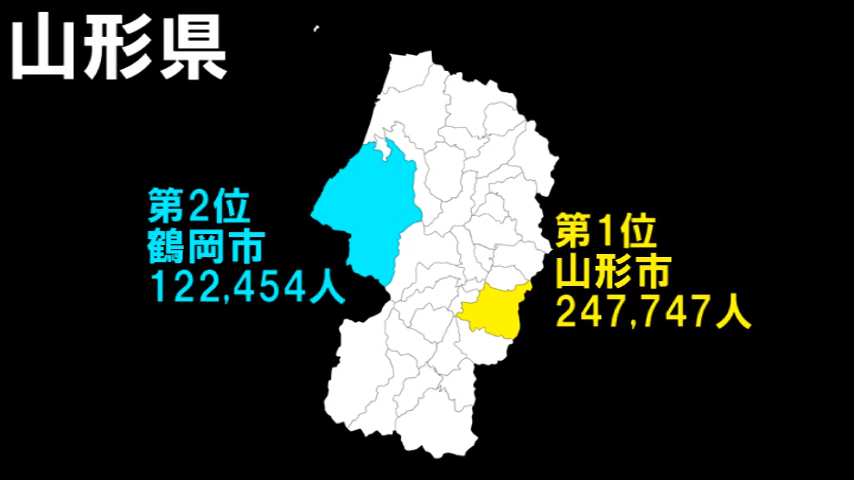 山形県
第2位
鶴岡市
122,454人
第1位
山形市
247,747人